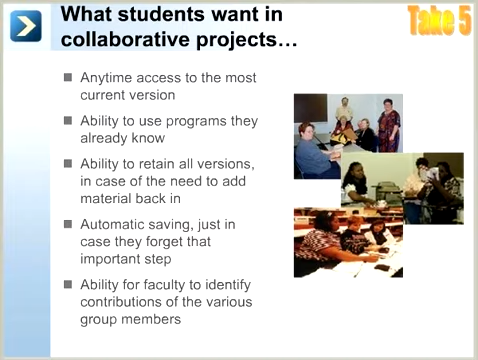 What students want in
collaborative projects…
Take 5
Anytime access to the most
current version
Ability to use programs they
already know
Ability to retain all versions,
in case of the need to add
material back in
Automatic saving, just in
case they forget that
important step
Ability for faculty to identify
contributions of the various
group members